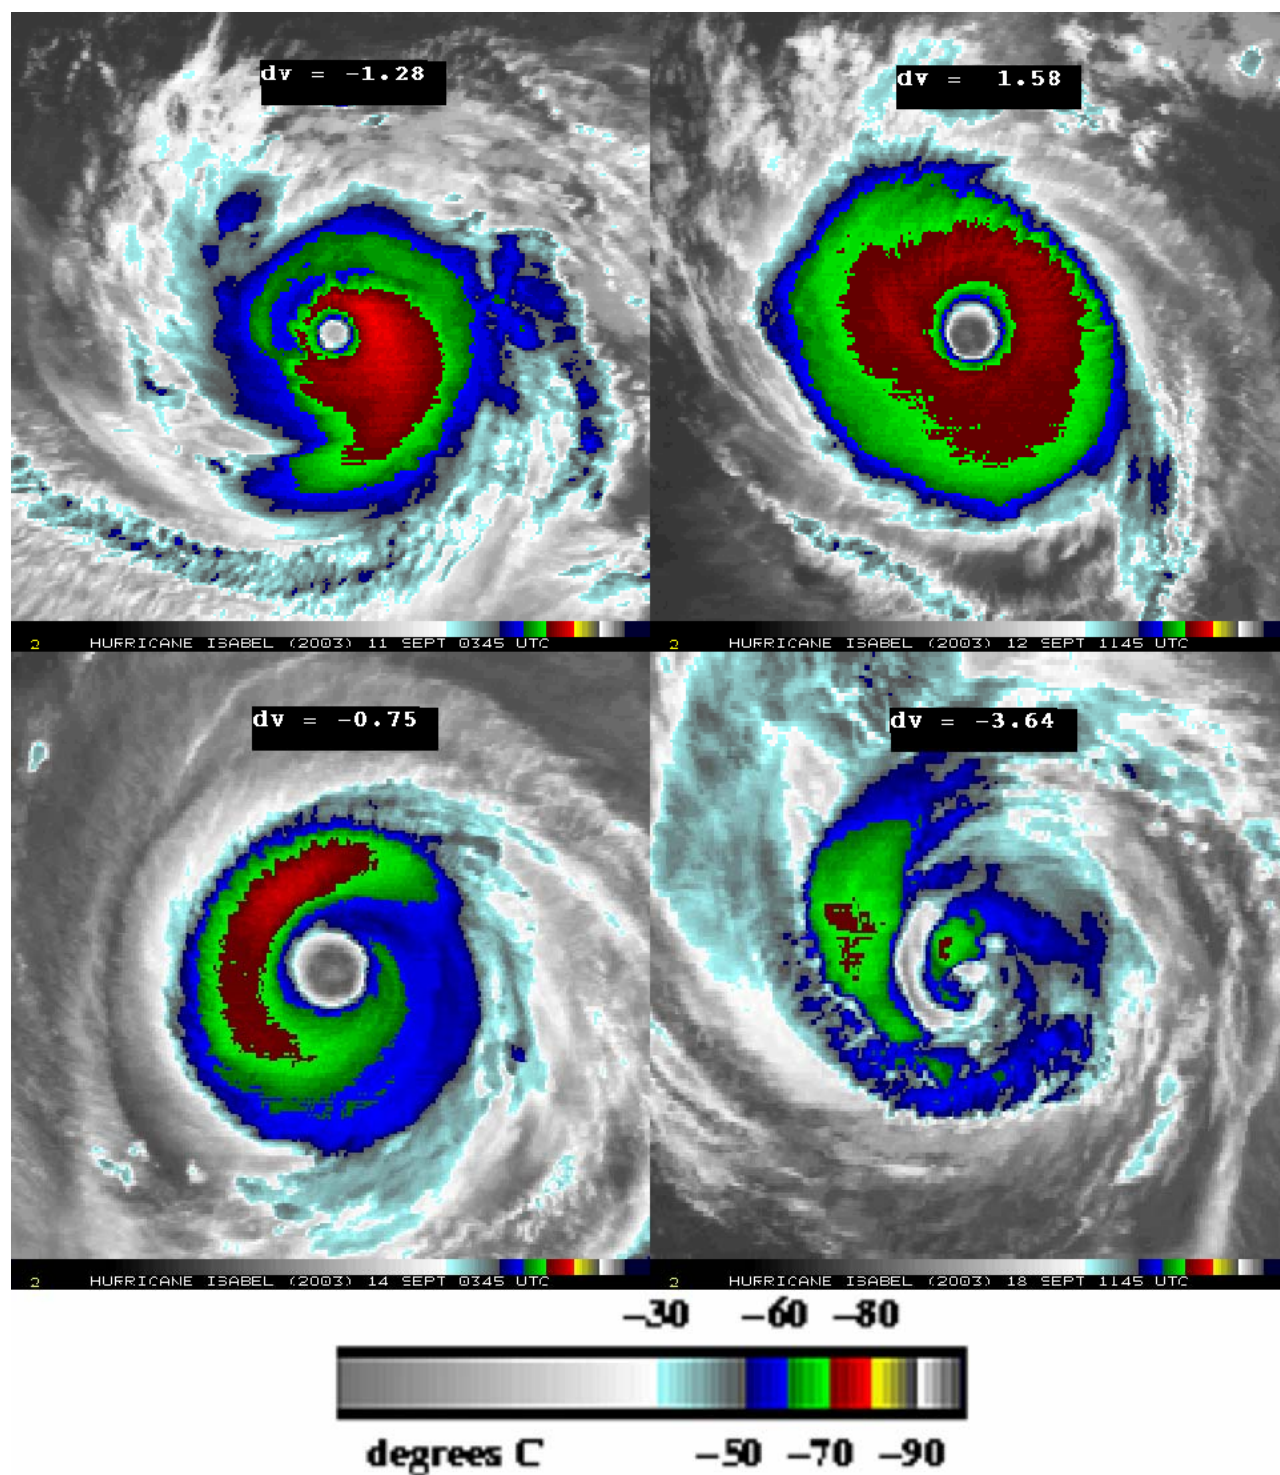 dv = -1.28
dv =  1.58
2 HURRICANE ISABEL (2003) 11 SEPT 0345 UTC
2 HURRICANE ISABEL (2003) 12 SEPT 1145 UTC
dv = -0.75
dv = -3.64
2 HURRICANE ISABEL (2003) 14 SEPT 0345 UTC
2 HURRICANE ISABEL (2003) 18 SEPT 1145 UTC
-30 -60 -80
degrees C -50 -70 -90